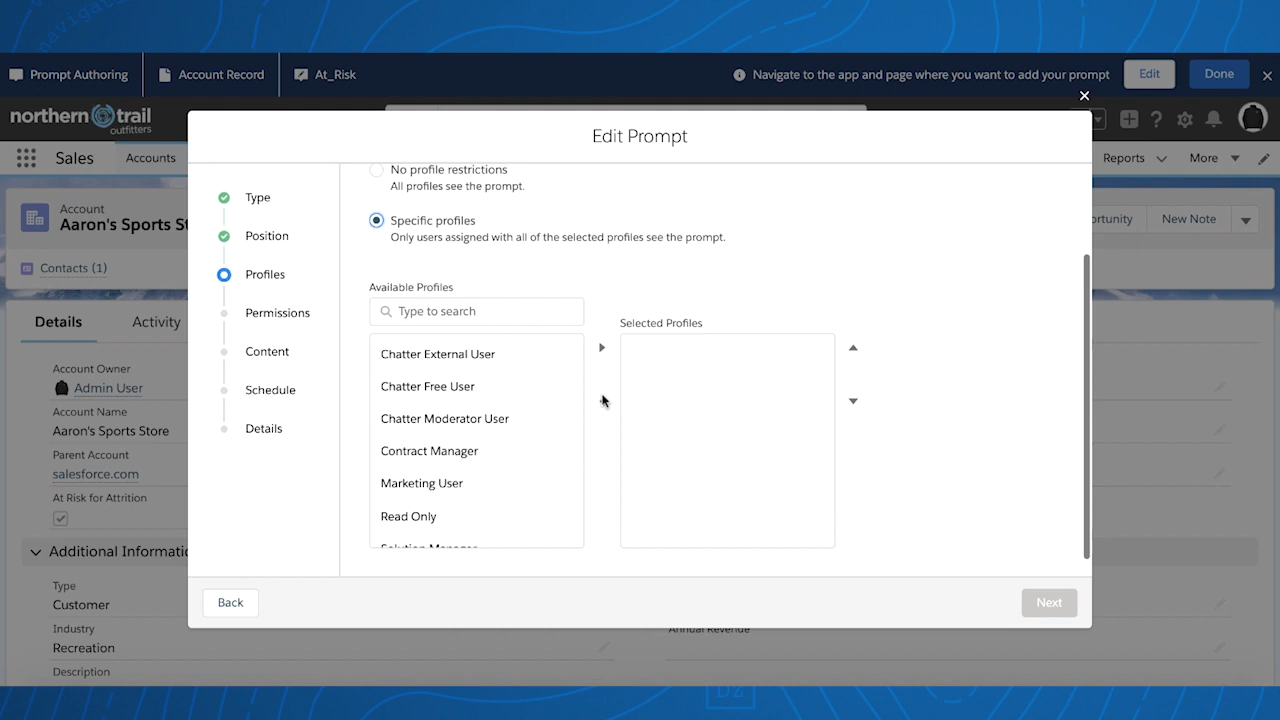 navigat
Prompt Authoring
Account Record
At_Risk
Navigate to the app and page where you want to add your prompt
Edit
Done
northern trail
outfitters
Sales
Accounts
Reports
More
Edit Prompt
Account
Aaron's Sports St
Contacts (1)
ortunity
New Note
Details
Activity
Account Owner
Admin User
Account Name
Aaron's Sports Store
Parent Account
salesforce.com
At Risk for Attrition
Additional Informatio
Type
Customer
Industry
Recreation
Description
Annual Revenue
Type
Position
Profiles
Permissions
Content
Schedule
Details
No profile restrictions
All profiles see the prompt.
Specific profiles
Only users assigned with all of the selected profiles see the prompt.
Available Profiles
Type to search
Selected Profiles
Chatter External User
Chatter Free User
Chatter Moderator User
Contract Manager
Marketing User
Read Only
Solution Manager
Back
Next